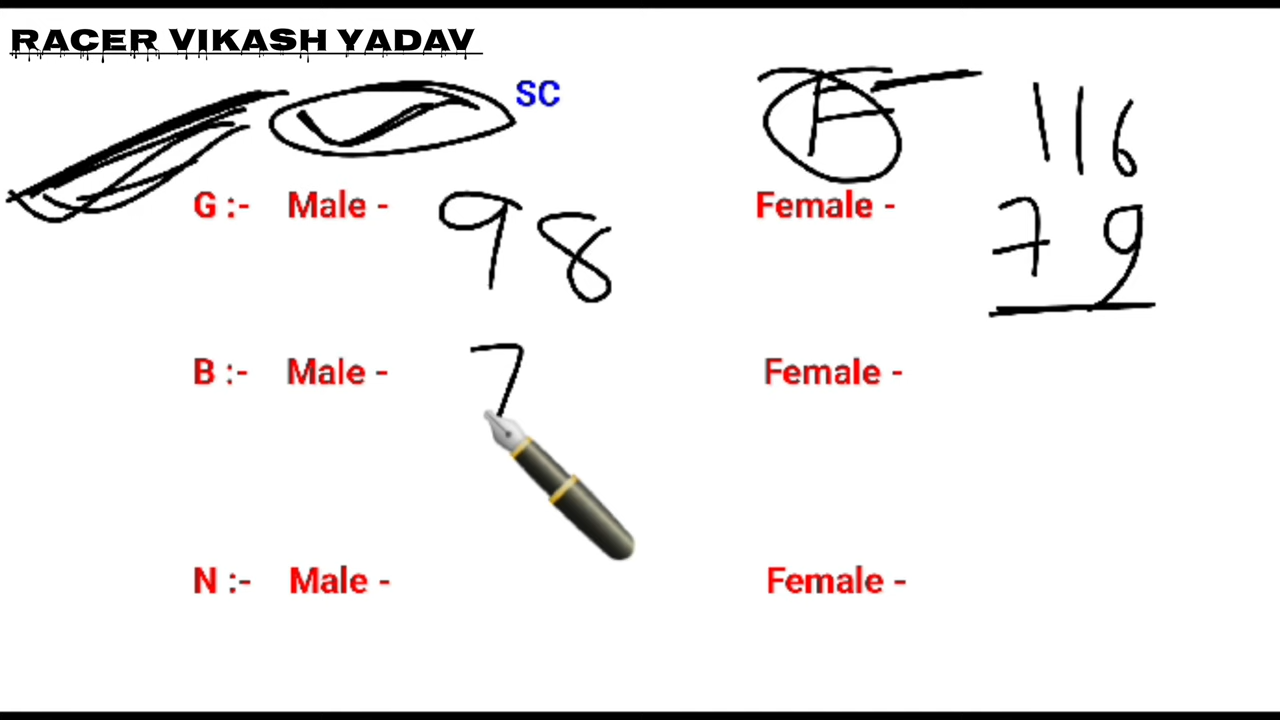 RACER VIKASH YADAV
SC
F
116
G :- Male - 98 Female - 79
B :- Male - 7 Female -
N :- Male - Female -